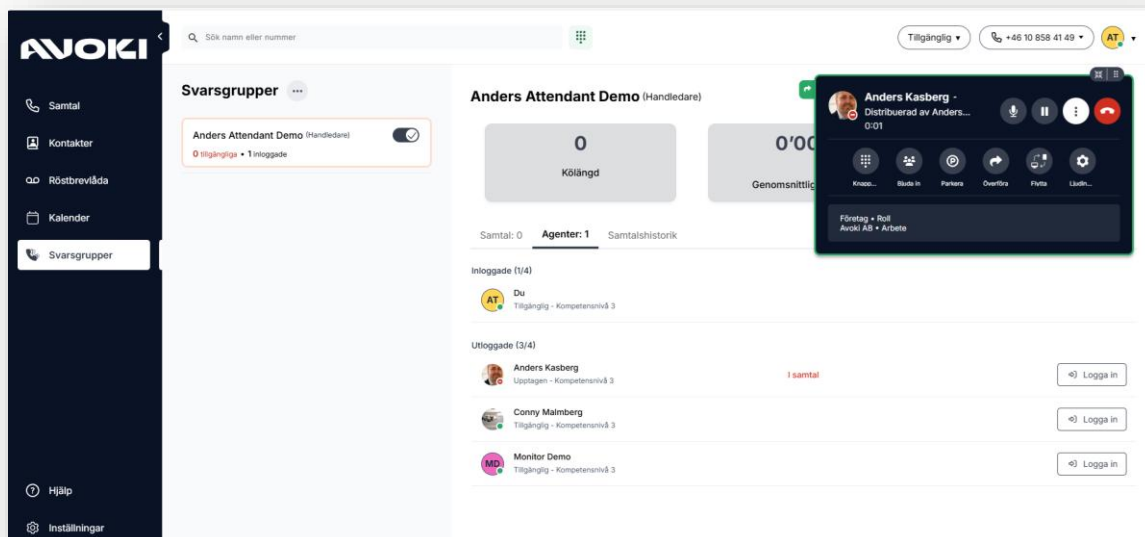 AVOKI
Sök namn eller nummer
Tillgänglig
+46 10 858 41 49
AT
Samtal
Kontakter
Röstbrevlåda
Kalender
Svarsgrupper
Hjälp
Inställningar
Svarsgrupper ...
Anders Attendant Demo (Handledare)
0 tillgängliga • 1 inloggade
Anders Attendant Demo (Handledare)
0
Kölängd
0'00
Genomsnittlig
Samtal: 0 Agenter: 1 Samtalshistorik
Inloggade (1/4)
AT
Du
Tillgänglig - Kompetensnivå 3
Utloggade (3/4)
Anders Kasberg
Upptagen - Kompetensnivå 3
I samtal
Logga in
Conny Malmberg
Tillgänglig - Kompetensnivå 3
Logga in
MD
Monitor Demo
Tillgänglig - Kompetensnivå 3
Logga in
Anders Kasberg -
Distribuerad av Anders...
0:01
Knapp... Bjuda in Parkera Överföra Flytta Ljudin...
Företag • Roll
Avoki AB • Arbete